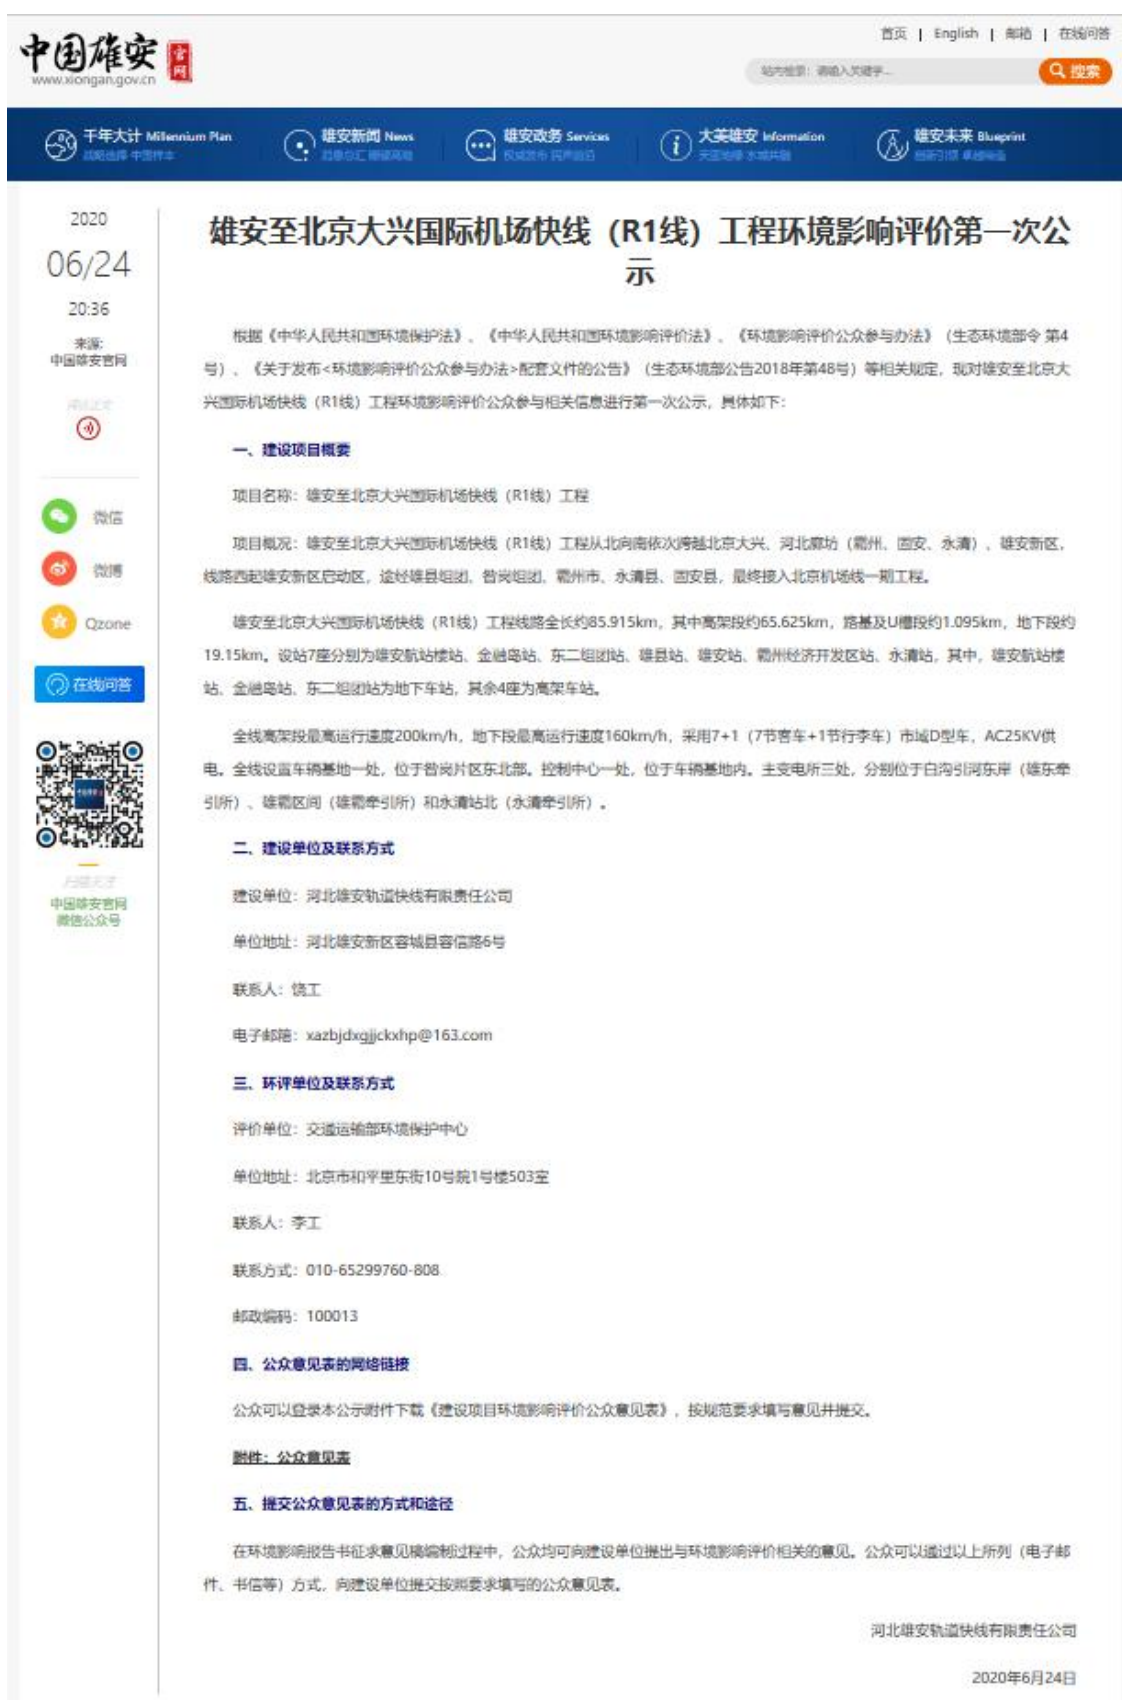 首页 | English | 邮箱 | 在线问答
中国雄安 官网
www.xiongan.gov.cn
站内检索：请输入关键字...
搜索
千年大计 Millennium Plan
雄安新闻 News
雄安政务 Services
大美雄安 Information
雄安未来 Blueprint
战略选择 中国样本
创新引领 卓越缔造
2020
06/24
20:36
来源:
中国雄安官网
微信
微博
Qzone
在线问答
扫描关注
中国雄安官网
微信公众号
雄安至北京大兴国际机场快线（R1线）工程环境影响评价第一次公
示
根据《中华人民共和国环境保护法》、《中华人民共和国环境影响评价法》、《环境影响评价公众参与办法》（生态环境部令 第4
号）、《关于发布<环境影响评价公众参与办法>配套文件的公告》（生态环境部公告2018年第48号）等相关规定，现对雄安至北京大
兴国际机场快线（R1线）工程环境影响评价公众参与相关信息进行第一次公示，具体如下：
一、建设项目概要
项目名称：雄安至北京大兴国际机场快线（R1线）工程
项目概况：雄安至北京大兴国际机场快线（R1线）工程从北向南依次跨越北京大兴、河北廊坊（霸州、固安、永清）、雄安新区，
线路西起雄安新区启动区，途经雄县组团、昝岗组团、霸州市、永清县、固安县，最终接入北京机场线一期工程。
雄安至北京大兴国际机场快线（R1线）工程线路全长约85.915km，其中高架段约65.625km，路基及U槽段约1.095km，地下段约
19.15km。设站7座分别为雄安航站楼站、金融岛站、东二组团站、雄县站、雄安站、霸州经济开发区站、永清站，其中，雄安航站楼
站、金融岛站、东二组团站为地下车站，其余4座为高架车站。
全线高架段最高运行速度200km/h，地下段最高运行速度160km/h，采用7+1（7节客车+1节行李车）市域D型车，AC25KV供
电。全线设置车辆基地一处，位于昝岗片区东北部。控制中心一处，位于车辆基地内。主变电所三处，分别位于白沟引河东岸（雄东牵
引所）、雄霸区间（雄霸牵引所）和永清站北（永清牵引所）。
二、建设单位及联系方式
建设单位：河北雄安轨道快线有限责任公司
单位地址：河北雄安新区容城县容信路6号
联系人：饶工
电子邮箱：xazbjdxgjjckxhp@163.com
三、环评单位及联系方式
评价单位：交通运输部环境保护中心
单位地址：北京市和平里东街10号院1号楼503室
联系人：李工
联系方式：010-65299760-808
邮政编码：100013
四、公众意见表的网络链接
公众可以登录本公示附件下载《建设项目环境影响评价公众意见表》，按规范要求填写意见并提交。
附件：公众意见表
五、提交公众意见表的方式和途径
在环境影响报告书征求意见稿编制过程中，公众均可向建设单位提出与环境影响评价相关的意见。公众可以通过以上所列（电子邮
件、书信等）方式，向建设单位提交按照要求填写的公众意见表。
河北雄安轨道快线有限责任公司
2020年6月24日